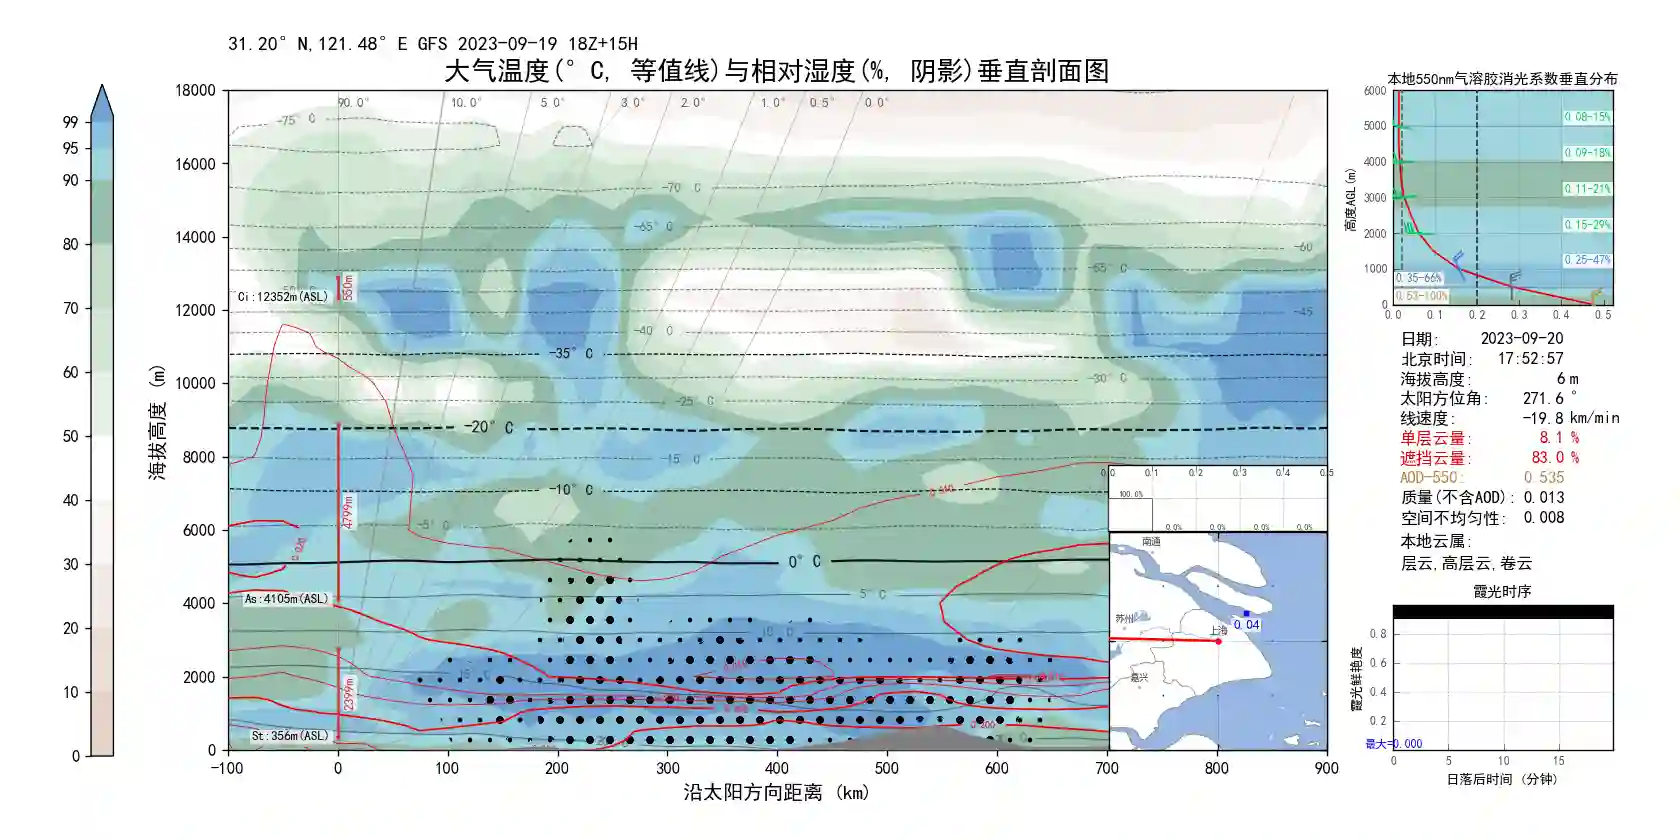 31.20° N,121.48° E GFS 2023-09-19 18Z+15H
大气温度(° C, 等值线)与相对湿度(%, 阴影)垂直剖面图
99
95
90
80
70
60
50
40
30
20
10
0
海拔高度 (m)
18000
16000
14000
12000
10000
8000
6000
4000
2000
0
90.0° 10.0° 5.0° 3.0° 2.0° 1.0° 0.5° 0.0°
-75° C
-70° C
-65° C
-60
-65° C
-45
-40° C
-35° C
-30° C
-25° C
-20° C
-15° C
-10° C
-5° C
0° C
5° C
Ci:12352m(ASL)
550m
4799m
As:4105m(ASL)
2399m
St:356m(ASL)
0.020
0.200
-100 0 100 200 300 400 500 600 700 800 900
沿太阳方向距离 (km)
0.0 0.1 0.2 0.3 0.4 0.5
100.0%
0.0% 0.0% 0.0% 0.0%
南通
苏州
上海
嘉兴
0.04
本地550nm气溶胶消光系数垂直分布
高度AGL(m)
6000
5000
4000
3000
2000
1000
0
0.08-15%
0.09-18%
0.11-21%
0.15-29%
0.25-47%
0.35-66%
0.53-100%
0.0 0.1 0.2 0.3 0.4 0.5
日期: 2023-09-20
北京时间: 17:52:57
海拔高度: 6 m
太阳方位角: 271.6 °
线速度: -19.8 km/min
单层云量: 8.1 %
遮挡云量: 83.0 %
AOD-550: 0.535
质量(不含AOD): 0.013
空间不均匀性: 0.008
本地云属:
层云,高层云,卷云
霞光时序
霞光鲜艳度
0.8
0.6
0.4
0.2
最大=0.000
0 5 10 15
日落后时间 (分钟)